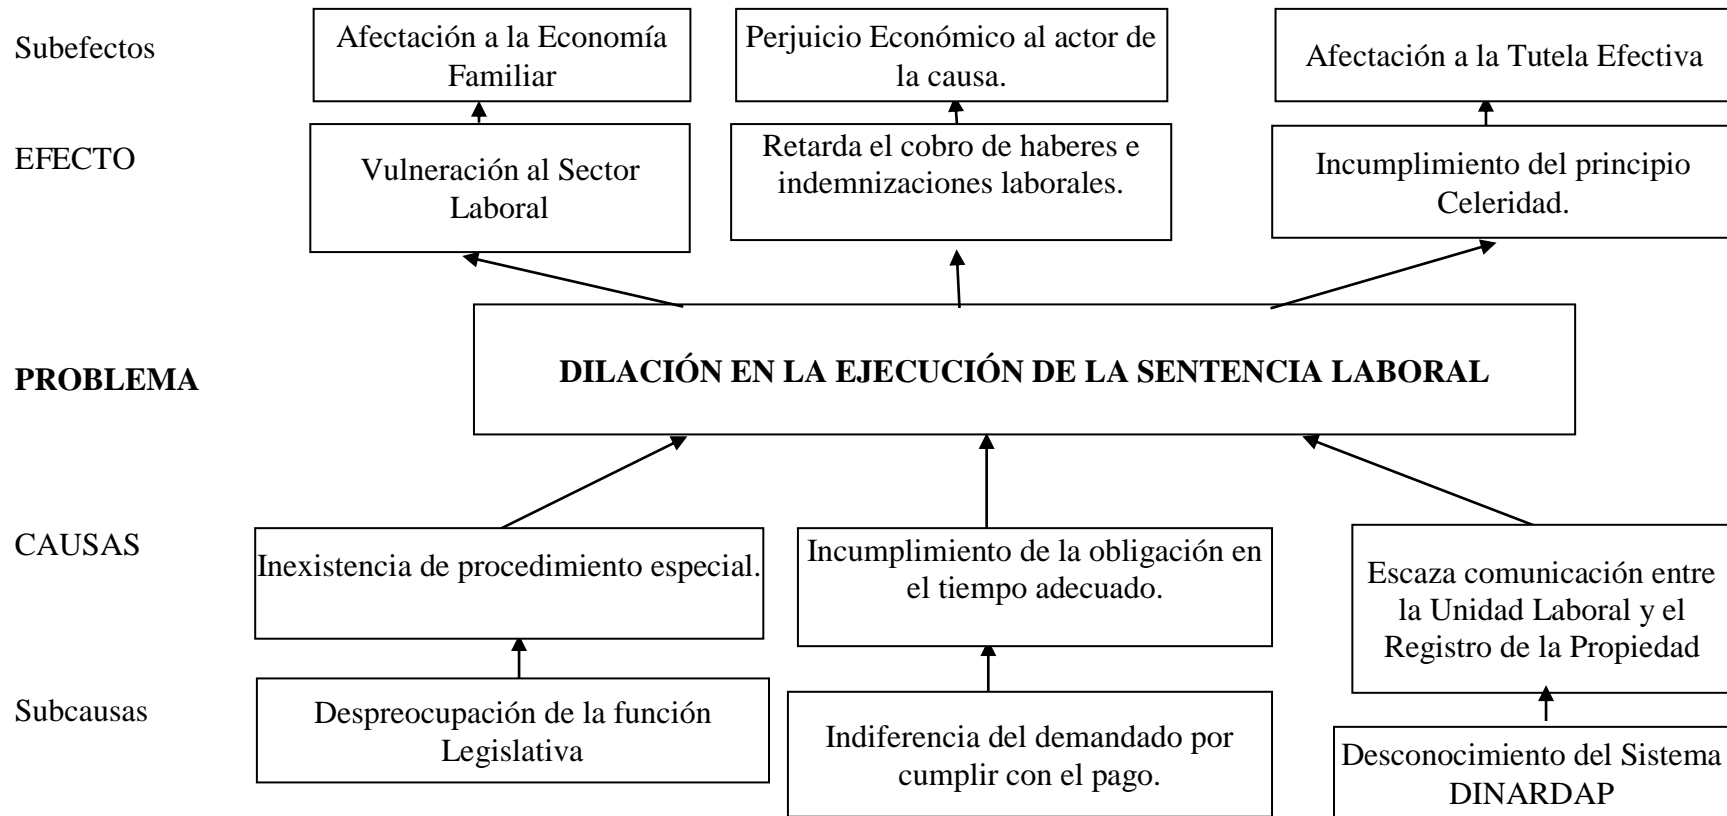 Subefectos
Afectación a la Economía
Familiar
Perjuicio Económico al actor de
la causa.
Afectación a la Tutela Efectiva
EFECTO
Vulneración al Sector
Laboral
Retarda el cobro de haberes e
indemnizaciones laborales.
Incumplimiento del principio
Celeridad.
PROBLEMA
DILACIÓN EN LA EJECUCIÓN DE LA SENTENCIA LABORAL
CAUSAS
Inexistencia de procedimiento especial.
Incumplimiento de la obligación en
el tiempo adecuado.
Escaza comunicación entre
la Unidad Laboral y el
Registro de la Propiedad
Subcausas
Despreocupación de la función
Legislativa
Indiferencia del demandado por
cumplir con el pago.
Desconocimiento del Sistema
DINARDAP